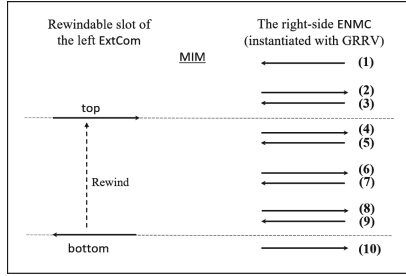 Rewindable slot of
the left ExtCom
The right-side ENMC
(instantiated with GRRV)
MIM
(1)
(2)
(3)
top
(4)
(5)
(6)
Rewind
(7)
(8)
(9)
bottom
(10)